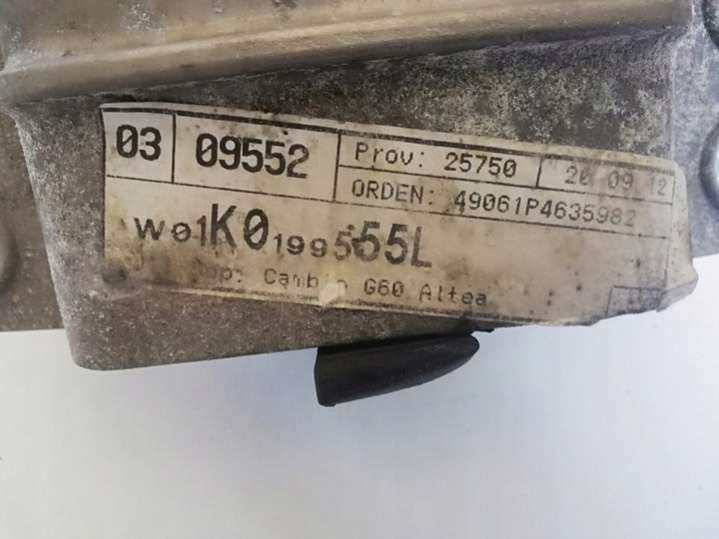 03 09552 Prov: 25750 20 09 12
ORDEN: 49061P4635982
W01K0199555L
Cambio G60 Altea